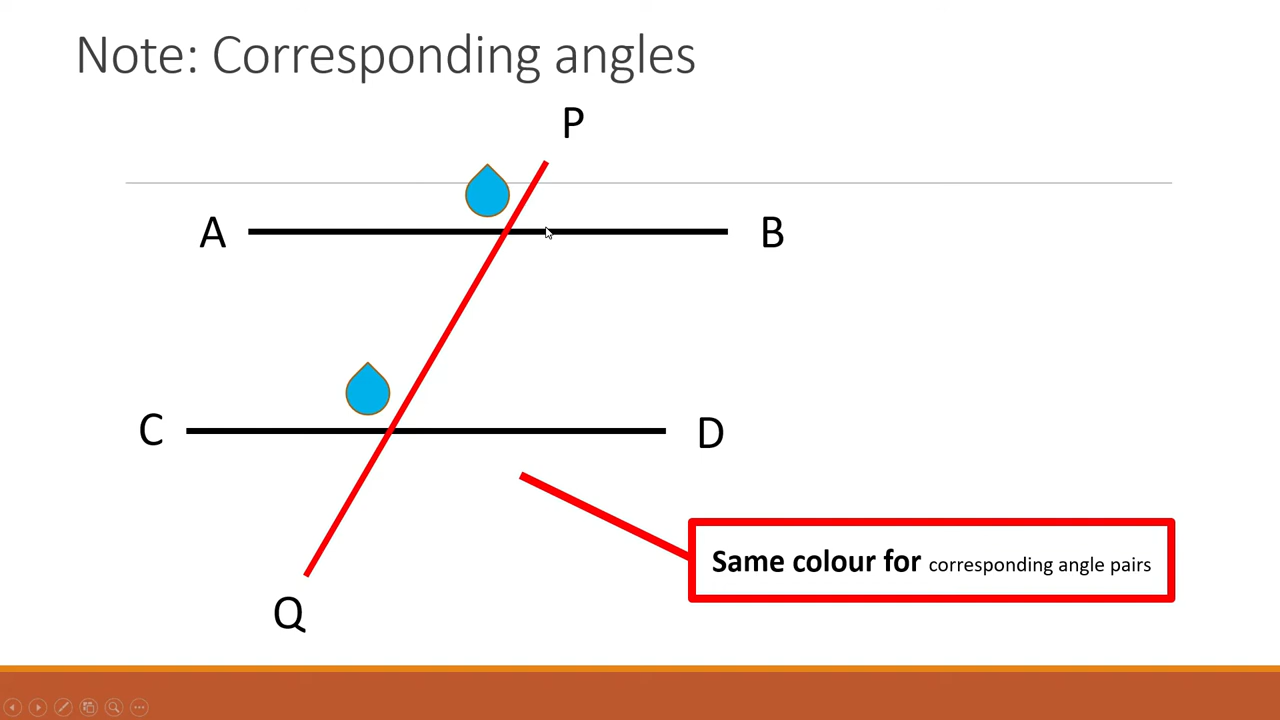 Note: Corresponding angles
P
A
B
C
D
Same colour for corresponding angle pairs
Q